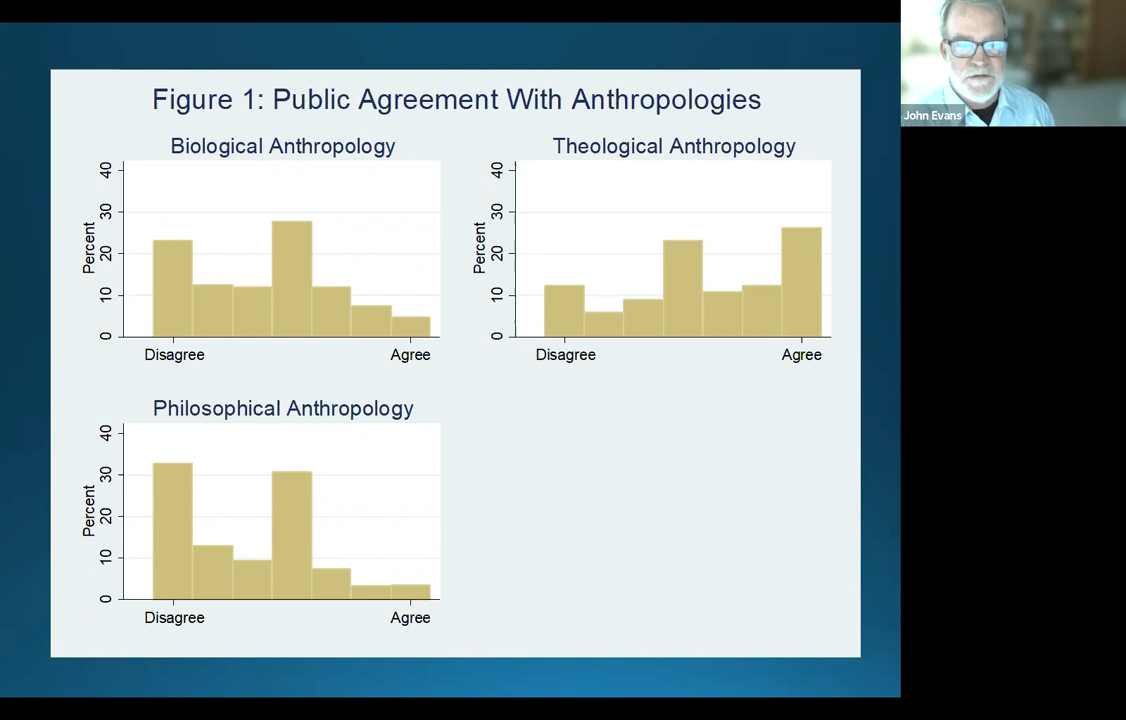 Figure 1: Public Agreement With Anthropologies
Biological Anthropology
Percent
40
30
20
10
0
Disagree
Agree
Theological Anthropology
Percent
40
30
20
10
0
Disagree
Agree
Philosophical Anthropology
Percent
40
30
20
10
0
Disagree
Agree
John Evans